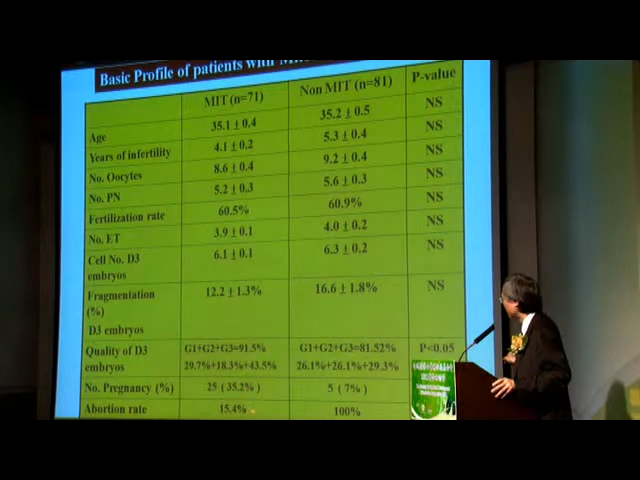 Basic Profile of patients with
MIT (n=71) Non MIT (n=81) P-value
Age 35.1 ± 0.4 35.2 ± 0.5 NS
Years of infertility 4.1 ± 0.2 5.3 ± 0.4 NS
No. Oocytes 8.6 ± 0.4 9.2 ± 0.4 NS
No. PN 5.2 ± 0.3 5.6 ± 0.3 NS
Fertilization rate 60.5% 60.9% NS
No. ET 3.9 ± 0.1 4.0 ± 0.2 NS
Cell No. D3 6.1 ± 0.1 6.3 ± 0.2 NS
embryos
Fragmentation 12.2 ± 1.3% 16.6 ± 1.8% NS
(%)
D3 embryos
Quality of D3 G1+G2+G3=91.5% G1+G2+G3=81.52% P<0.05
embryos 29.7%+18.3%+43.5% 26.1%+26.1%+29.3%
No. Pregnancy (%) 25 ( 35.2%) 5 ( 7% )
Abortion rate 15.4% 100%